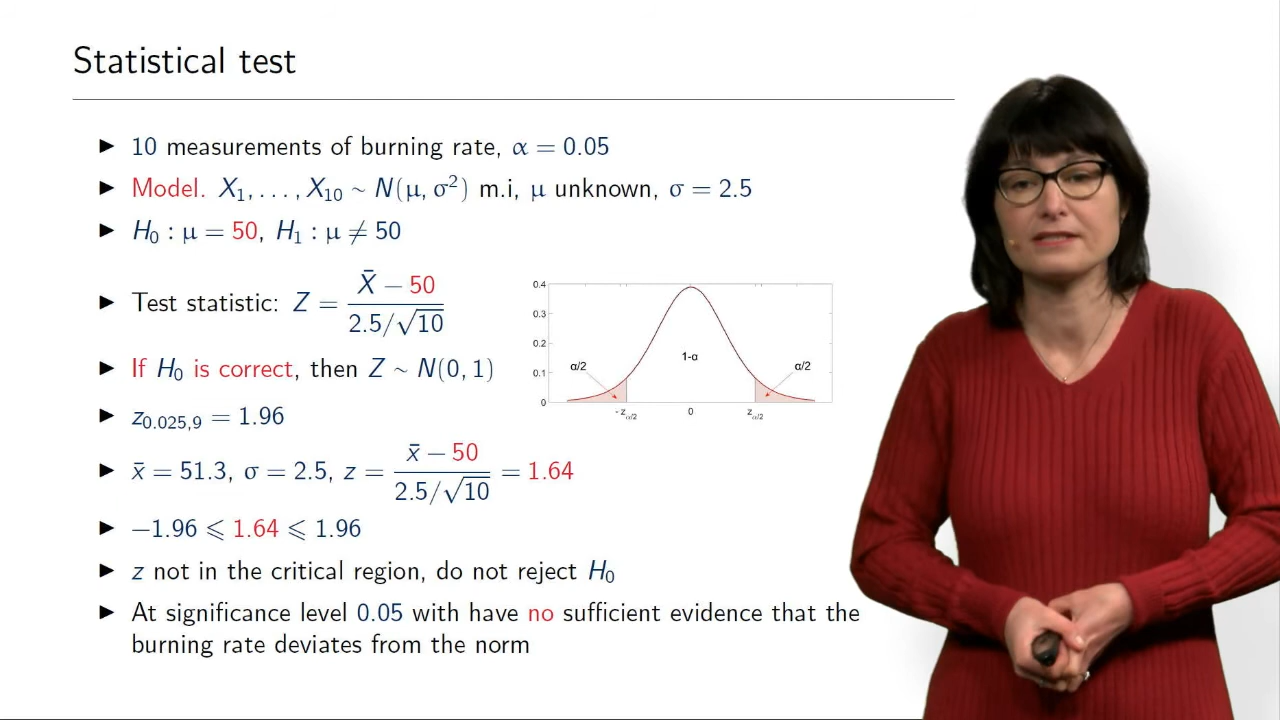 Statistical test
▶ 10 measurements of burning rate, α = 0.05
▶ Model. X₁, . . . , X₁₀ ~ N(μ, σ²) m.i, μ unknown, σ = 2.5
▶ H₀ : μ = 50, H₁ : μ ≠ 50
▶ Test statistic: Z = (X̄ − 50) / (2.5/√10)
▶ If H₀ is correct, then Z ~ N(0, 1)
▶ z₀.₀₂₅,₉ = 1.96
▶ x̄ = 51.3, σ = 2.5, z = (x̄ − 50) / (2.5/√10) = 1.64
▶ −1.96 ⩽ 1.64 ⩽ 1.96
▶ z not in the critical region, do not reject H₀
▶ At significance level 0.05 with have no sufficient evidence that the
burning rate deviates from the norm
0.4
0.3
0.2
0.1
0
α/2
1-α
α/2
- z_α/2
0
z_α/2